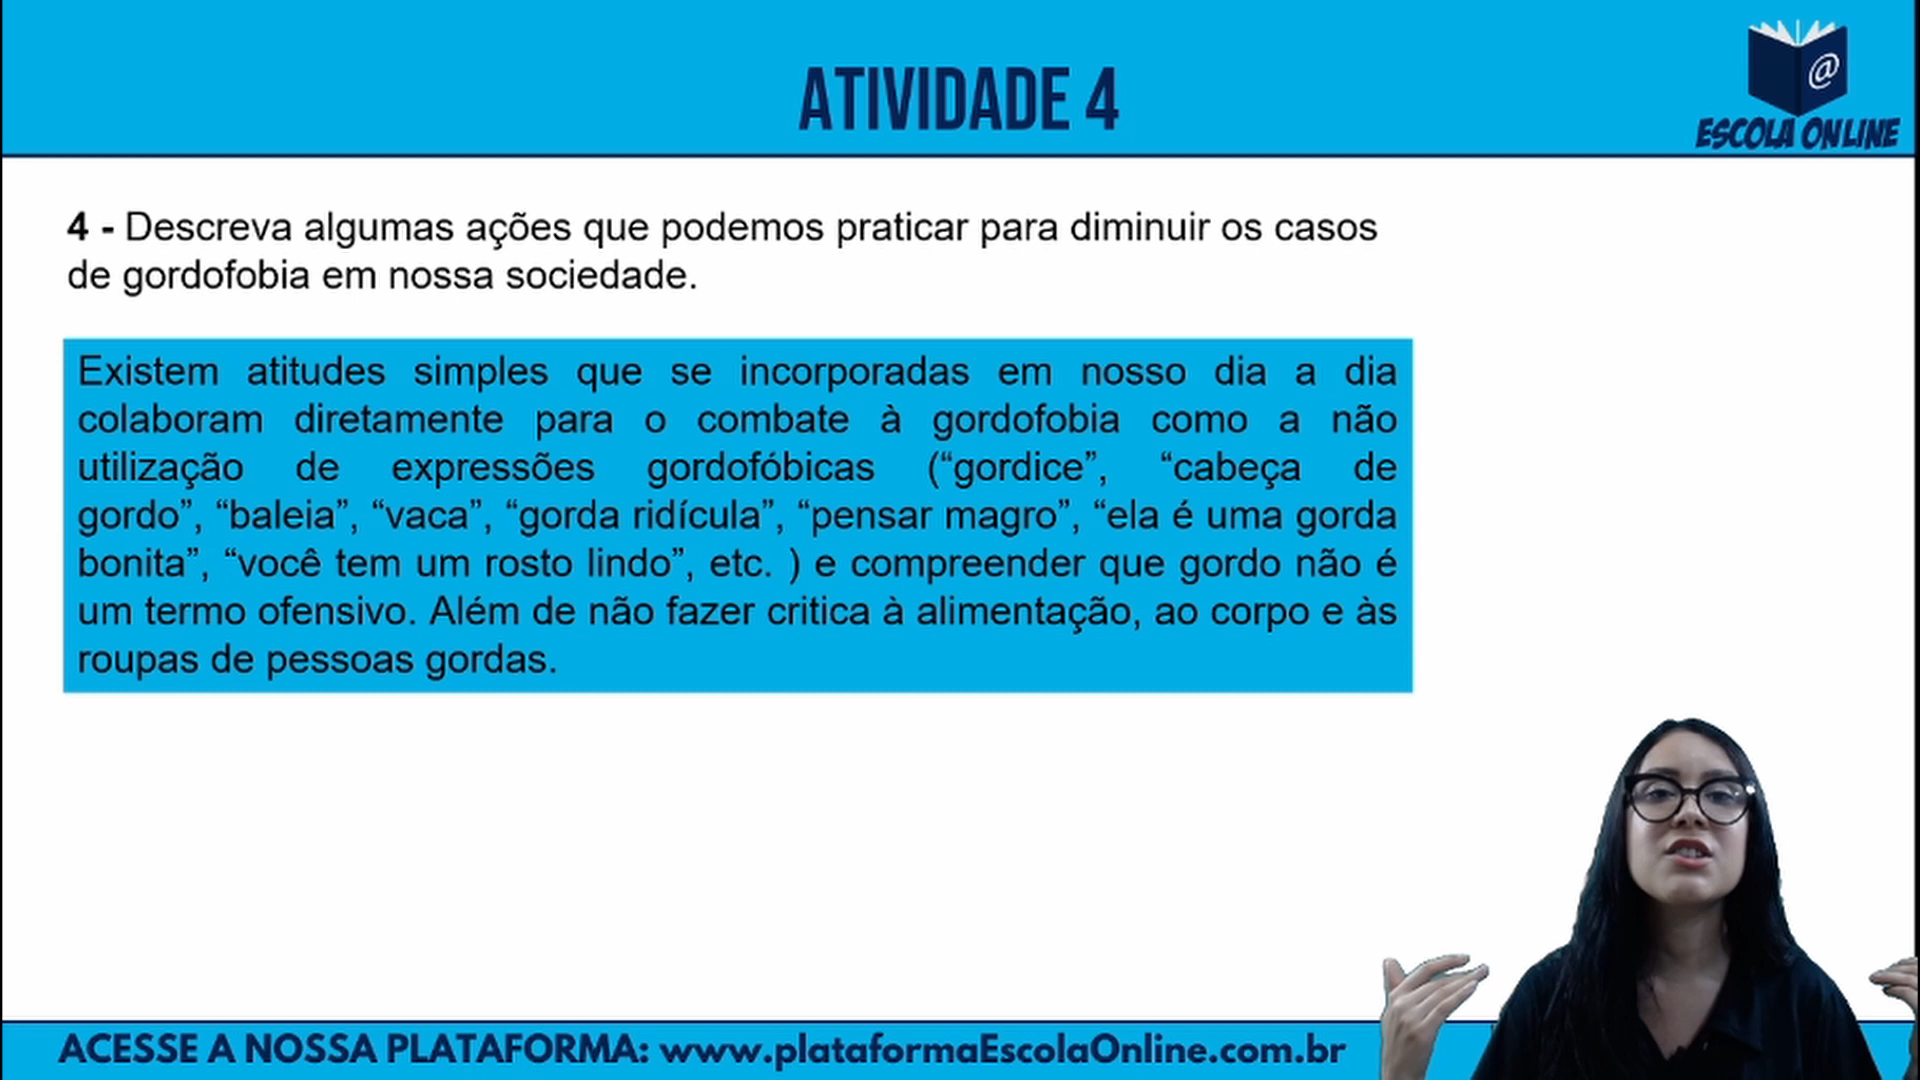 ATIVIDADE 4
@
ESCOLA ONLINE
4 - Descreva algumas ações que podemos praticar para diminuir os casos
de gordofobia em nossa sociedade.
Existem atitudes simples que se incorporadas em nosso dia a dia
colaboram diretamente para o combate à gordofobia como a não
utilização de expressões gordofóbicas (“gordice”, “cabeça de
gordo”, “baleia”, “vaca”, “gorda ridícula”, “pensar magro”, “ela é uma gorda
bonita”, “você tem um rosto lindo”, etc. ) e compreender que gordo não é
um termo ofensivo. Além de não fazer critica à alimentação, ao corpo e às
roupas de pessoas gordas.
ACESSE A NOSSA PLATAFORMA: www.plataformaEscolaOnline.com.br